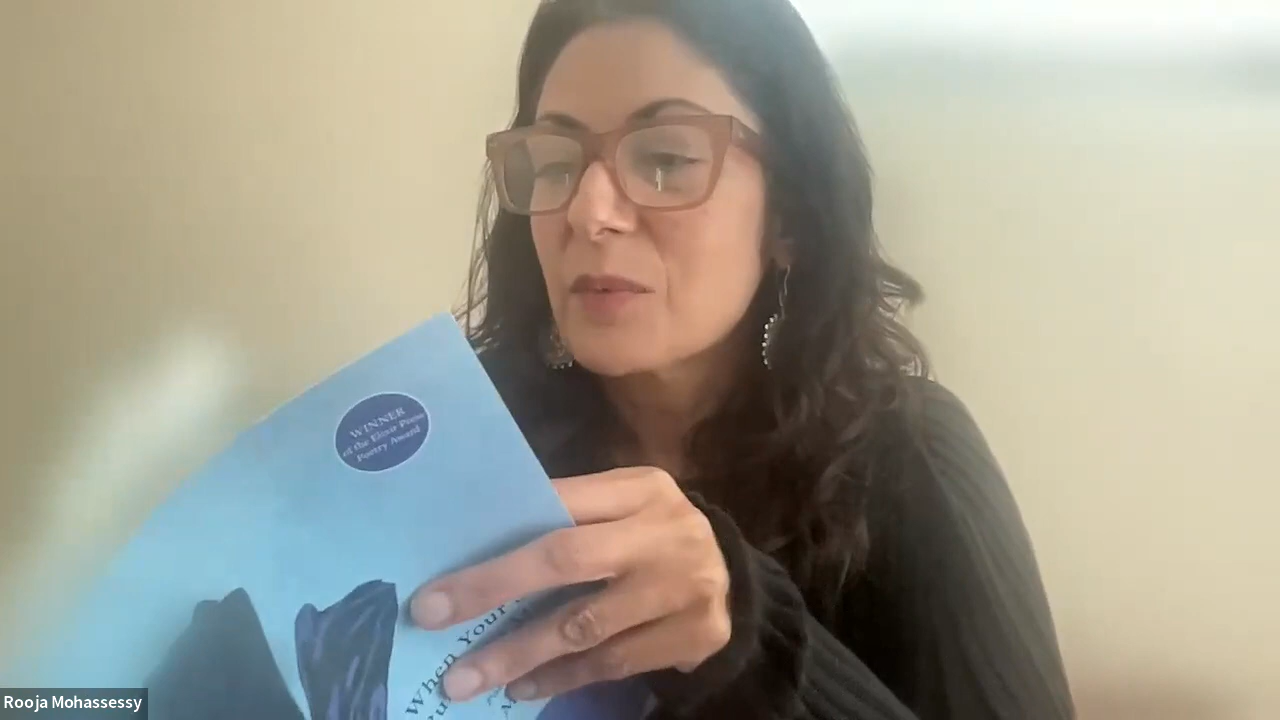 WINNER
of the Elixir Press
Poetry Award
When Your
Rooja Mohassessy